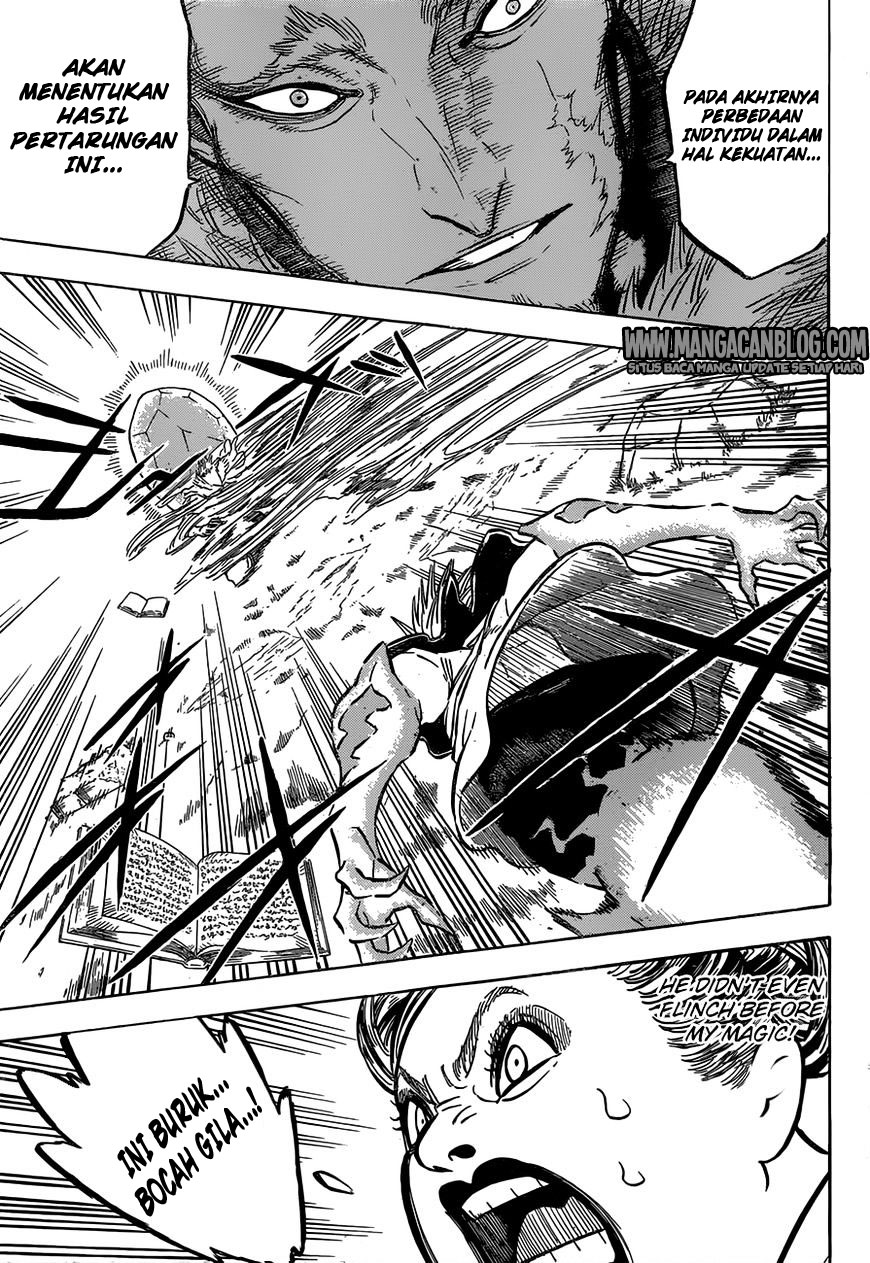 PADA AKHIRNYA
PERBEDAAN
INDIVIDU DALAM
HAL KEKUATAN...
AKAN
MENENTUKAN
HASIL
PERTARUNGAN
INI...
WWW.MANGACANBLOG.COM
SITUS BACA MANGA UPDATE SETIAP HARI
HE DIDN'T EVEN
FLINCH BEFORE
MY MAGIC!
INI BURUK...
BOCAH GILA...!